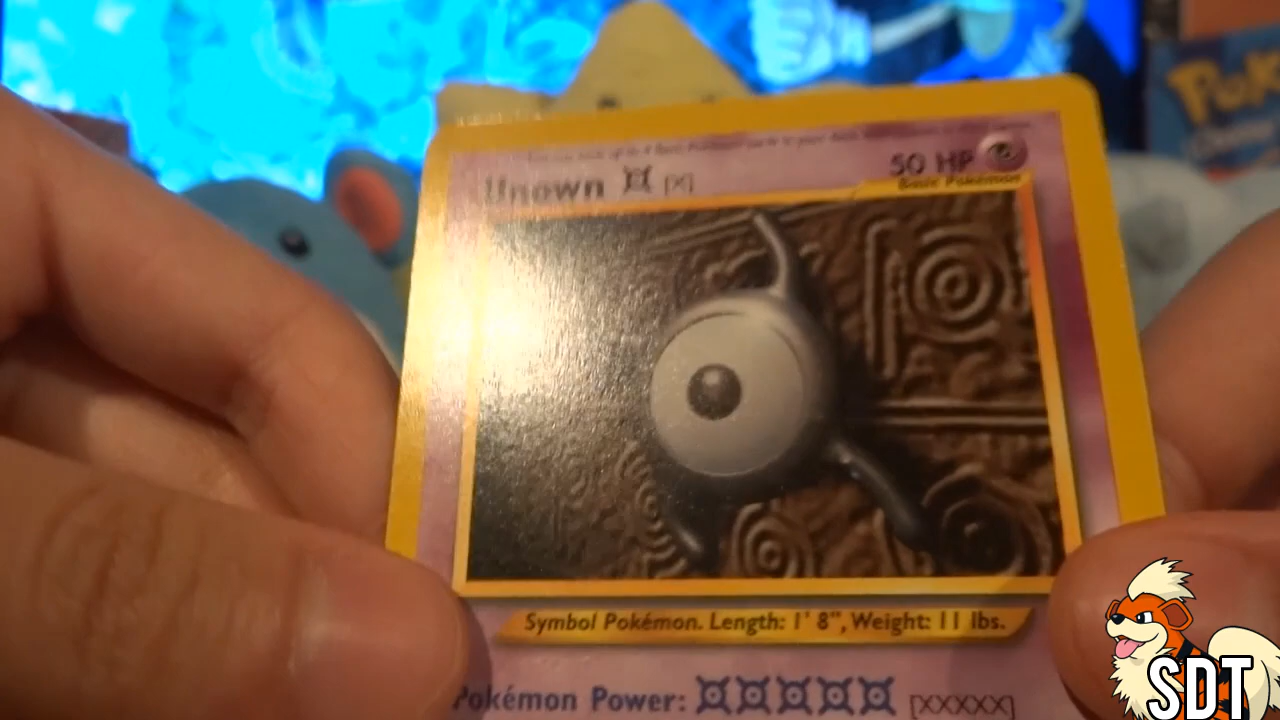 Unown [X]
50 HP
Basic Pokémon
Symbol Pokémon. Length: 1' 8", Weight: 11 lbs.
Pokémon Power: [XXXXX]
SDT